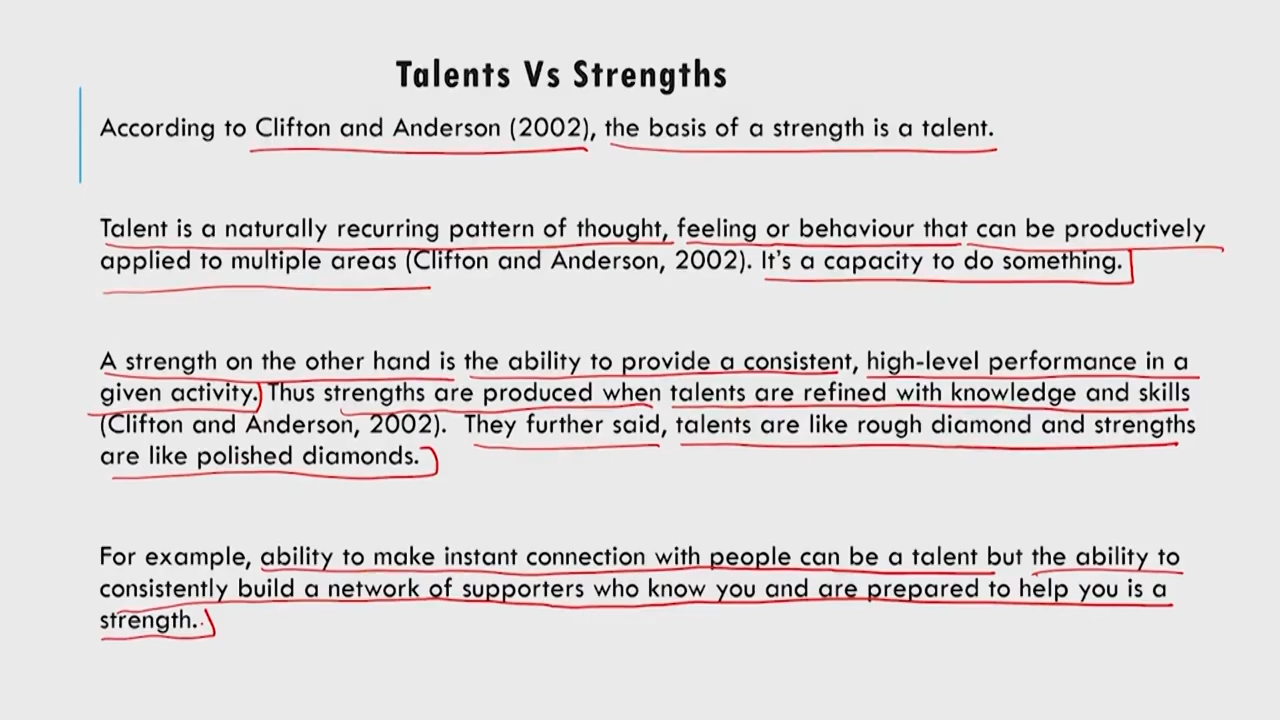 Talents Vs Strengths
According to Clifton and Anderson (2002), the basis of a strength is a talent.
Talent is a naturally recurring pattern of thought, feeling or behaviour that can be productively
applied to multiple areas (Clifton and Anderson, 2002). It's a capacity to do something.
A strength on the other hand is the ability to provide a consistent, high-level performance in a
given activity. Thus strengths are produced when talents are refined with knowledge and skills
(Clifton and Anderson, 2002). They further said, talents are like rough diamond and strengths
are like polished diamonds.
For example, ability to make instant connection with people can be a talent but the ability to
consistently build a network of supporters who know you and are prepared to help you is a
strength.